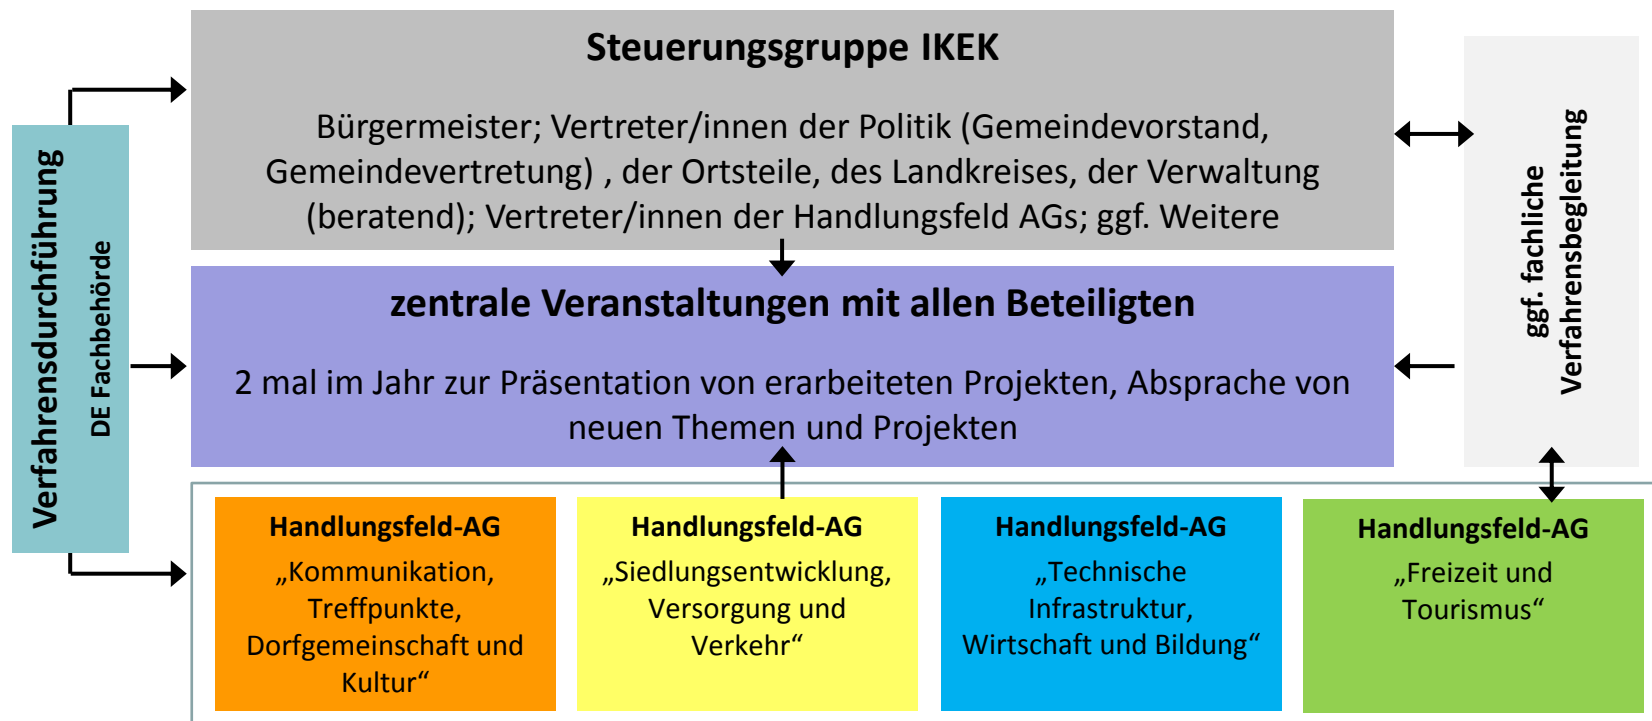 Steuerungsgruppe IKEK
Bürgermeister; Vertreter/innen der Politik (Gemeindevorstand,
Gemeindevertretung) , der Ortsteile, des Landkreises, der Verwaltung
(beratend); Vertreter/innen der Handlungsfeld AGs; ggf. Weitere
Verfahrensdurchführung
DE Fachbehörde
zentrale Veranstaltungen mit allen Beteiligten
2 mal im Jahr zur Präsentation von erarbeiteten Projekten, Absprache von
neuen Themen und Projekten
ggf. fachliche
Verfahrensbegleitung
Handlungsfeld-AG
„Kommunikation,
Treffpunkte,
Dorfgemeinschaft und
Kultur“
Handlungsfeld-AG
„Siedlungsentwicklung,
Versorgung und
Verkehr“
Handlungsfeld-AG
„Technische
Infrastruktur,
Wirtschaft und Bildung“
Handlungsfeld-AG
„Freizeit und
Tourismus“